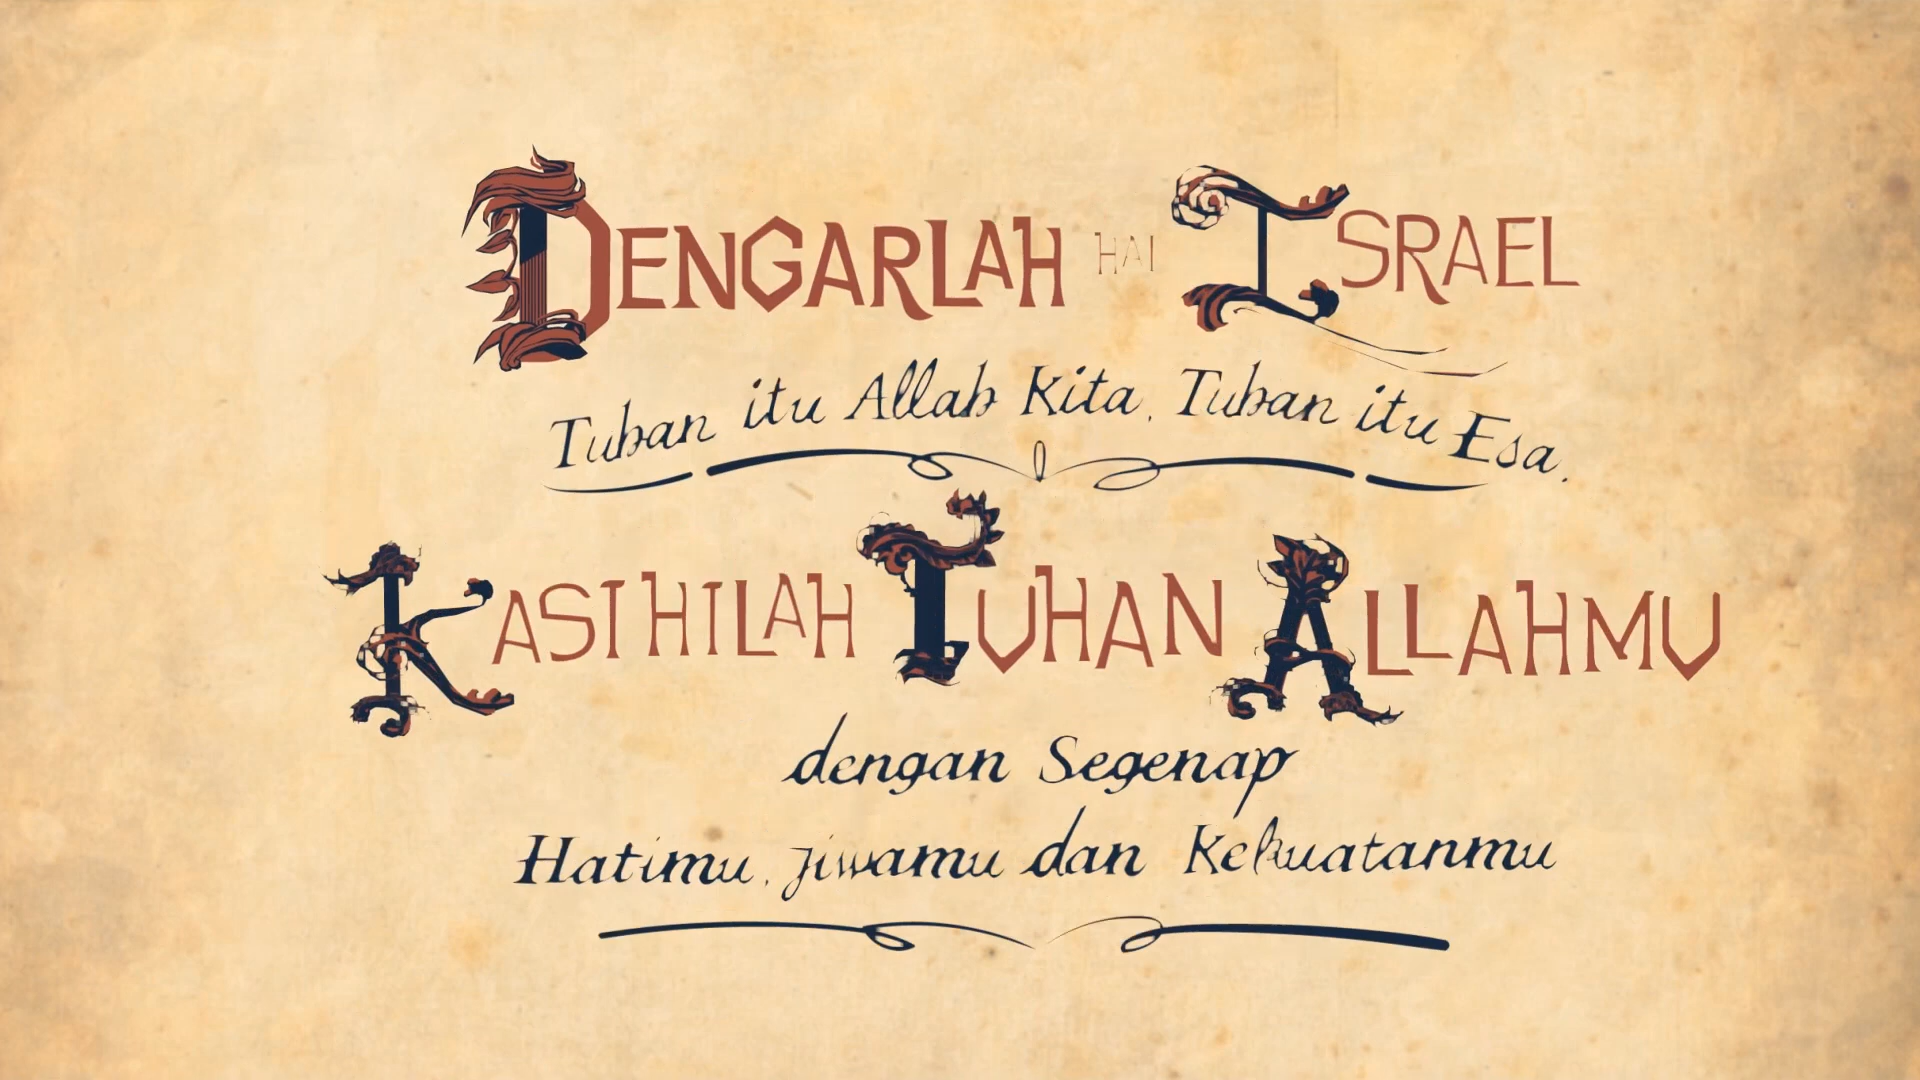 DENGARLAH HAI ISRAEL
Tuhan itu Allah Kita, Tuhan itu Esa.
KASIHILAH TUHAN ALLAHMU
dengan Segenap
Hatimu, jiwamu dan Kekuatanmu